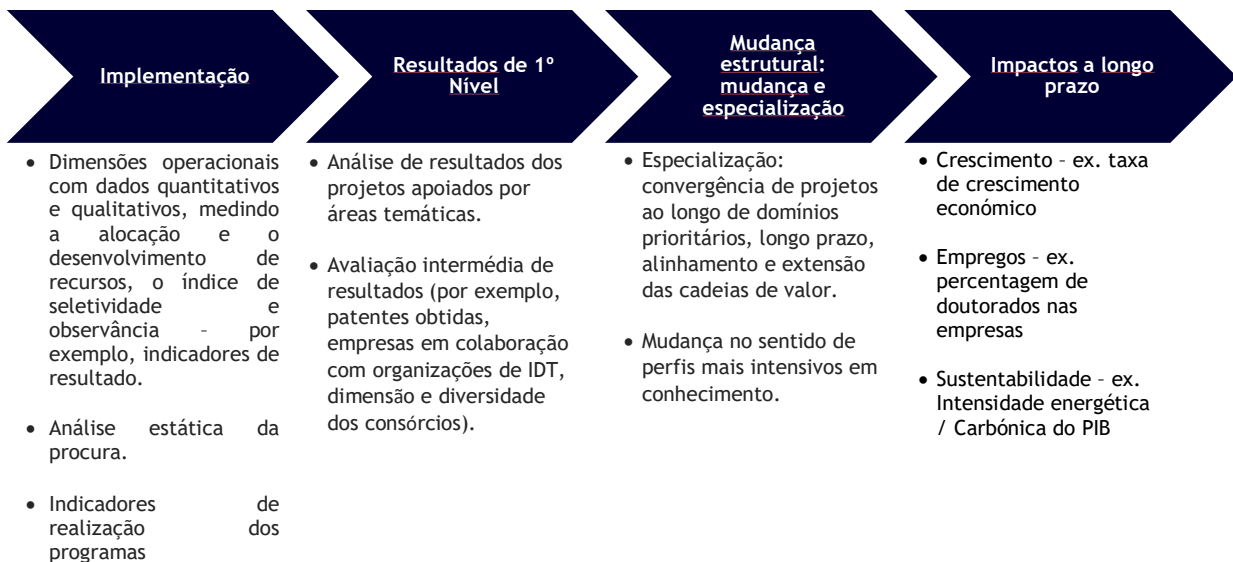 Implementação
Resultados de 1º
Nível
Mudança
estrutural:
mudança e
especialização
Impactos a longo
prazo
• Dimensões operacionais
com dados quantitativos
e qualitativos, medindo
a alocação e o
desenvolvimento de
recursos, o índice de
seletividade e
observância – por
exemplo, indicadores de
resultado.
• Análise estática da
procura.
• Indicadores de
realização dos
programas
• Análise de resultados dos
projetos apoiados por
áreas temáticas.
• Avaliação intermédia de
resultados (por exemplo,
patentes obtidas,
empresas em colaboração
com organizações de IDT,
dimensão e diversidade
dos consórcios).
• Especialização:
convergência de projetos
ao longo de domínios
prioritários, longo prazo,
alinhamento e extensão
das cadeias de valor.
• Mudança no sentido de
perfis mais intensivos em
conhecimento.
• Crescimento – ex. taxa
de crescimento
económico
• Empregos – ex.
percentagem de
doutorados nas
empresas
• Sustentabilidade – ex.
Intensidade energética
/ Carbónica do PIB